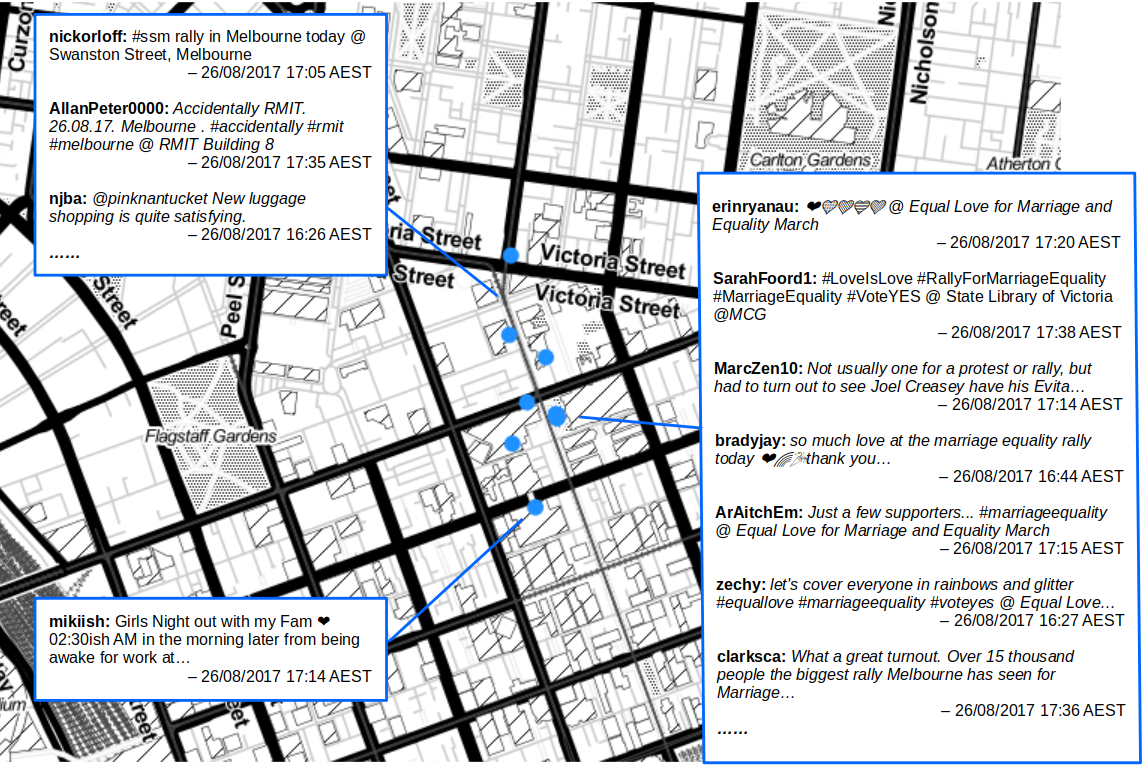 nickorloff: #ssm rally in Melbourne today @
Swanston Street, Melbourne
– 26/08/2017 17:05 AEST
AllanPeter0000: Accidentally RMIT.
26.08.17. Melbourne . #accidentally #rmit
#melbourne @ RMIT Building 8
– 26/08/2017 17:35 AEST
njba: @pinknantucket New luggage
shopping is quite satisfying.
– 26/08/2017 16:26 AEST
......
mikiish: Girls Night out with my Fam ❤
02:30ish AM in the morning later from being
awake for work at…
– 26/08/2017 17:14 AEST
erinryanau: ❤💛💚💙💜 @ Equal Love for Marriage and
Equality March
– 26/08/2017 17:20 AEST
SarahFoord1: #LoveIsLove #RallyForMarriageEquality
#MarriageEquality #VoteYES @ State Library of Victoria
@MCG
– 26/08/2017 17:38 AEST
MarcZen10: Not usually one for a protest or rally, but
had to turn out to see Joel Creasey have his Evita…
– 26/08/2017 17:14 AEST
bradyjay: so much love at the marriage equality rally
today ❤🌈🎉thank you…
– 26/08/2017 16:44 AEST
ArAitchEm: Just a few supporters... #marriageequality
@ Equal Love for Marriage and Equality March
– 26/08/2017 17:15 AEST
zechy: let's cover everyone in rainbows and glitter
#equallove #marriageequality #voteyes @ Equal Love…
– 26/08/2017 16:27 AEST
clarksca: What a great turnout. Over 15 thousand
people the biggest rally Melbourne has seen for
Marriage…
– 26/08/2017 17:36 AEST
......
Curzo
Nic
Nicholson
Carlton Gardens
Atherton
ria Street
Street
Victoria Street
Victoria Street
Peel S
Street
reet
Flagstaff Gardens
reet
eet
ium